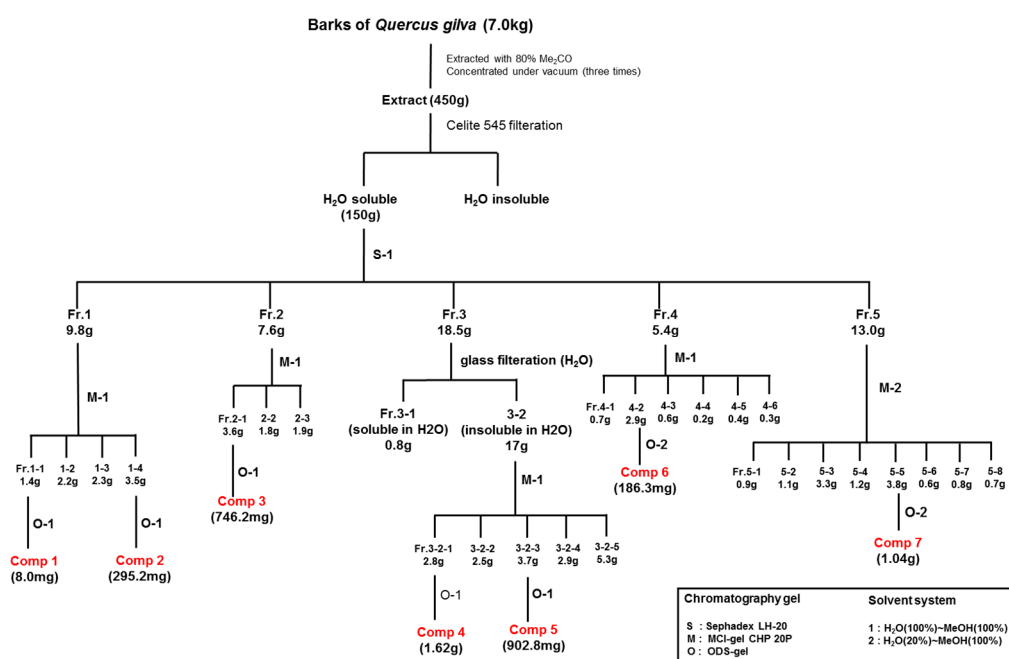 Barks of Quercus gilva (7.0kg)
Extracted with 80% Me₂CO
Concentrated under vacuum (three times)
Extract (450g)
Celite 545 filteration
H₂O soluble
(150g)
H₂O insoluble
S-1
Fr.1
9.8g
Fr.2
7.6g
Fr.3
18.5g
Fr.4
5.4g
Fr.5
13.0g
M-1
M-1
glass filteration (H₂O)
M-1
M-2
Fr.1-1
1.4g
1-2
2.2g
1-3
2.3g
1-4
3.5g
Fr.2-1
3.6g
2-2
1.8g
2-3
1.9g
Fr.3-1
(soluble in H2O)
0.8g
3-2
(insoluble in H2O)
17g
Fr.4-1
0.7g
4-2
2.9g
4-3
0.6g
4-4
0.2g
4-5
0.4g
4-6
0.3g
Fr.5-1
0.9g
5-2
1.1g
5-3
3.3g
5-4
1.2g
5-5
3.8g
5-6
0.6g
5-7
0.8g
5-8
0.7g
O-1
O-1
O-1
M-1
O-2
O-2
Comp 1
(8.0mg)
Comp 2
(295.2mg)
Comp 3
(746.2mg)
Comp 6
(186.3mg)
Comp 7
(1.04g)
Fr.3-2-1
2.8g
3-2-2
2.5g
3-2-3
3.7g
3-2-4
2.9g
3-2-5
5.3g
O-1
O-1
Comp 4
(1.62g)
Comp 5
(902.8mg)
Chromatography gel
S : Sephadex LH-20
M : MCI-gel CHP 20P
O : ODS-gel
Solvent system
1 : H₂O(100%)~MeOH(100%)
2 : H₂O(20%)~MeOH(100%)